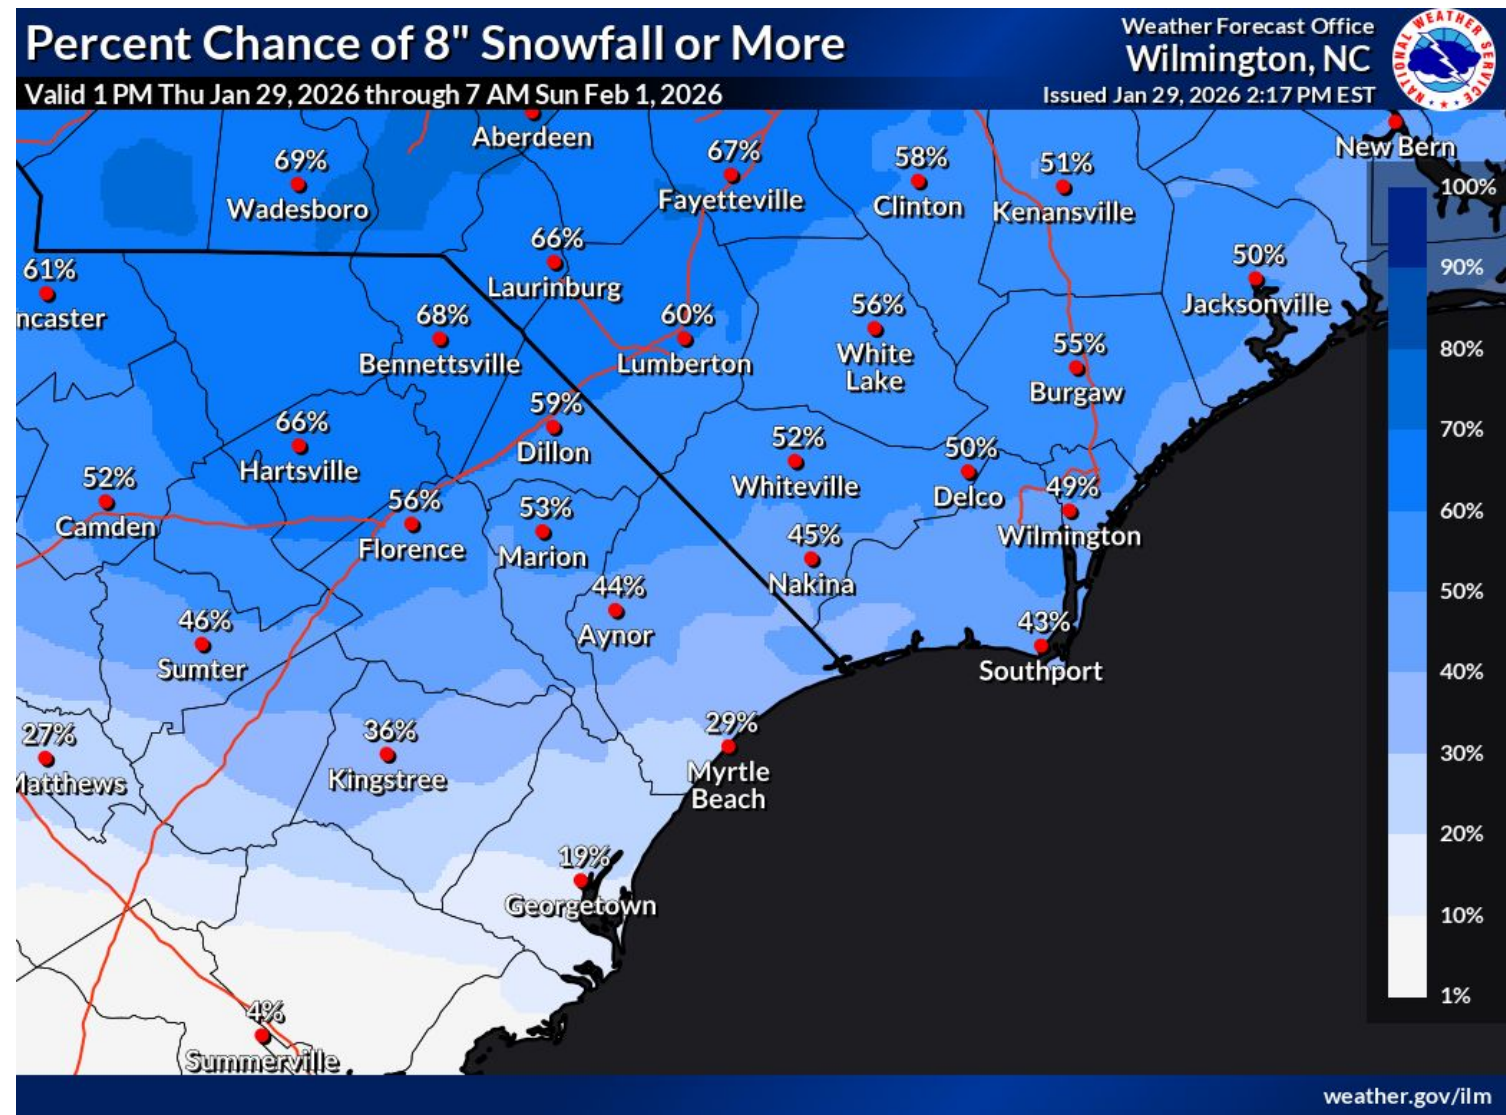 Percent Chance of 8" Snowfall or More
Valid 1 PM Thu Jan 29, 2026 through 7 AM Sun Feb 1, 2026
Weather Forecast Office
Wilmington, NC
Issued Jan 29, 2026 2:17 PM EST
NATIONAL WEATHER SERVICE
Aberdeen
New Bern
69%
Wadesboro
67%
Fayetteville
58%
Clinton
51%
Kenansville
66%
Laurinburg
50%
Jacksonville
61%
ncaster
68%
Bennettsville
60%
Lumberton
56%
White
Lake
55%
Burgaw
59%
Dillon
66%
Hartsville
52%
Whiteville
50%
Delco
49%
Wilmington
52%
Camden
56%
Florence
53%
Marion
45%
Nakina
44%
Aynor
46%
Sumter
43%
Southport
27%
Matthews
36%
Kingstree
29%
Myrtle
Beach
19%
Georgetown
4%
Summerville
100%
90%
80%
70%
60%
50%
40%
30%
20%
10%
1%
weather.gov/ilm